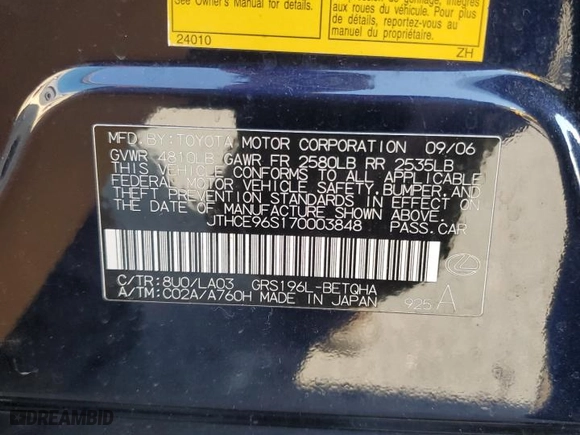 See Owner's Manual for details.
24010
roues du véhicule. Pour plus
de détails, reportez-vous au
manuel du propriétaire.
ZH
MFD. BY: TOYOTA MOTOR CORPORATION 09/06
GVWR 4810LB GAWR FR 2580LB RR 2535LB
THIS VEHICLE CONFORMS TO ALL APPLICABLE
FEDERAL MOTOR VEHICLE SAFETY, BUMPER, AND
THEFT PREVENTION STANDARDS IN EFFECT ON
THE DATE OF MANUFACTURE SHOWN ABOVE.
JTHCE96S170003848 PASS. CAR
C/TR: 8U0/LA03 GRS196L-BETQHA
A/TM: C02A/A760H MADE IN JAPAN 925 A
DREAMBID